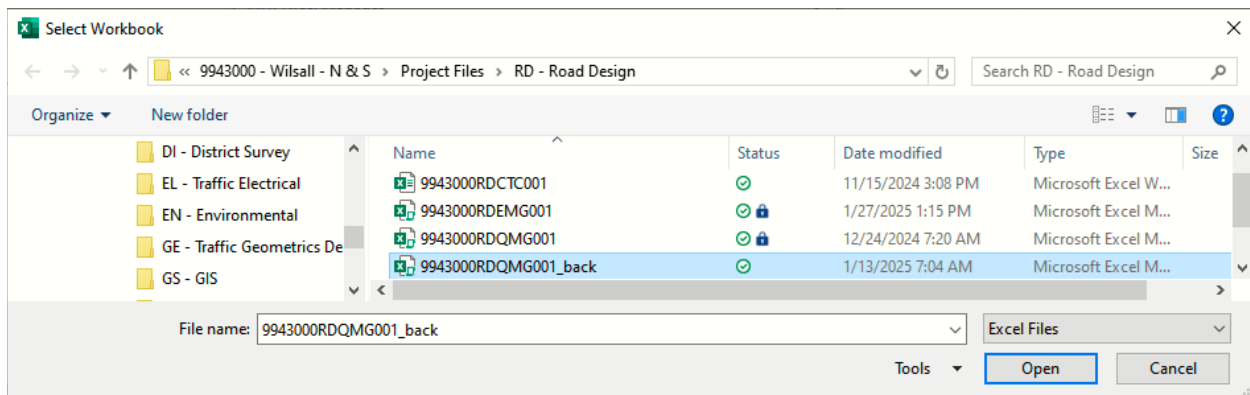 Select Workbook
« 9943000 - Wilsall - N & S > Project Files > RD - Road Design
Search RD - Road Design
Organize
New folder
DI - District Survey
EL - Traffic Electrical
EN - Environmental
GE - Traffic Geometrics De
GS - GIS
Name Status Date modified Type Size
9943000RDCTC001 11/15/2024 3:08 PM Microsoft Excel W...
9943000RDEMG001 1/27/2025 1:15 PM Microsoft Excel M...
9943000RDQMG001 12/24/2024 7:20 AM Microsoft Excel M...
9943000RDQMG001_back 1/13/2025 7:04 AM Microsoft Excel M...
File name: 9943000RDQMG001_back Excel Files
Tools Open Cancel